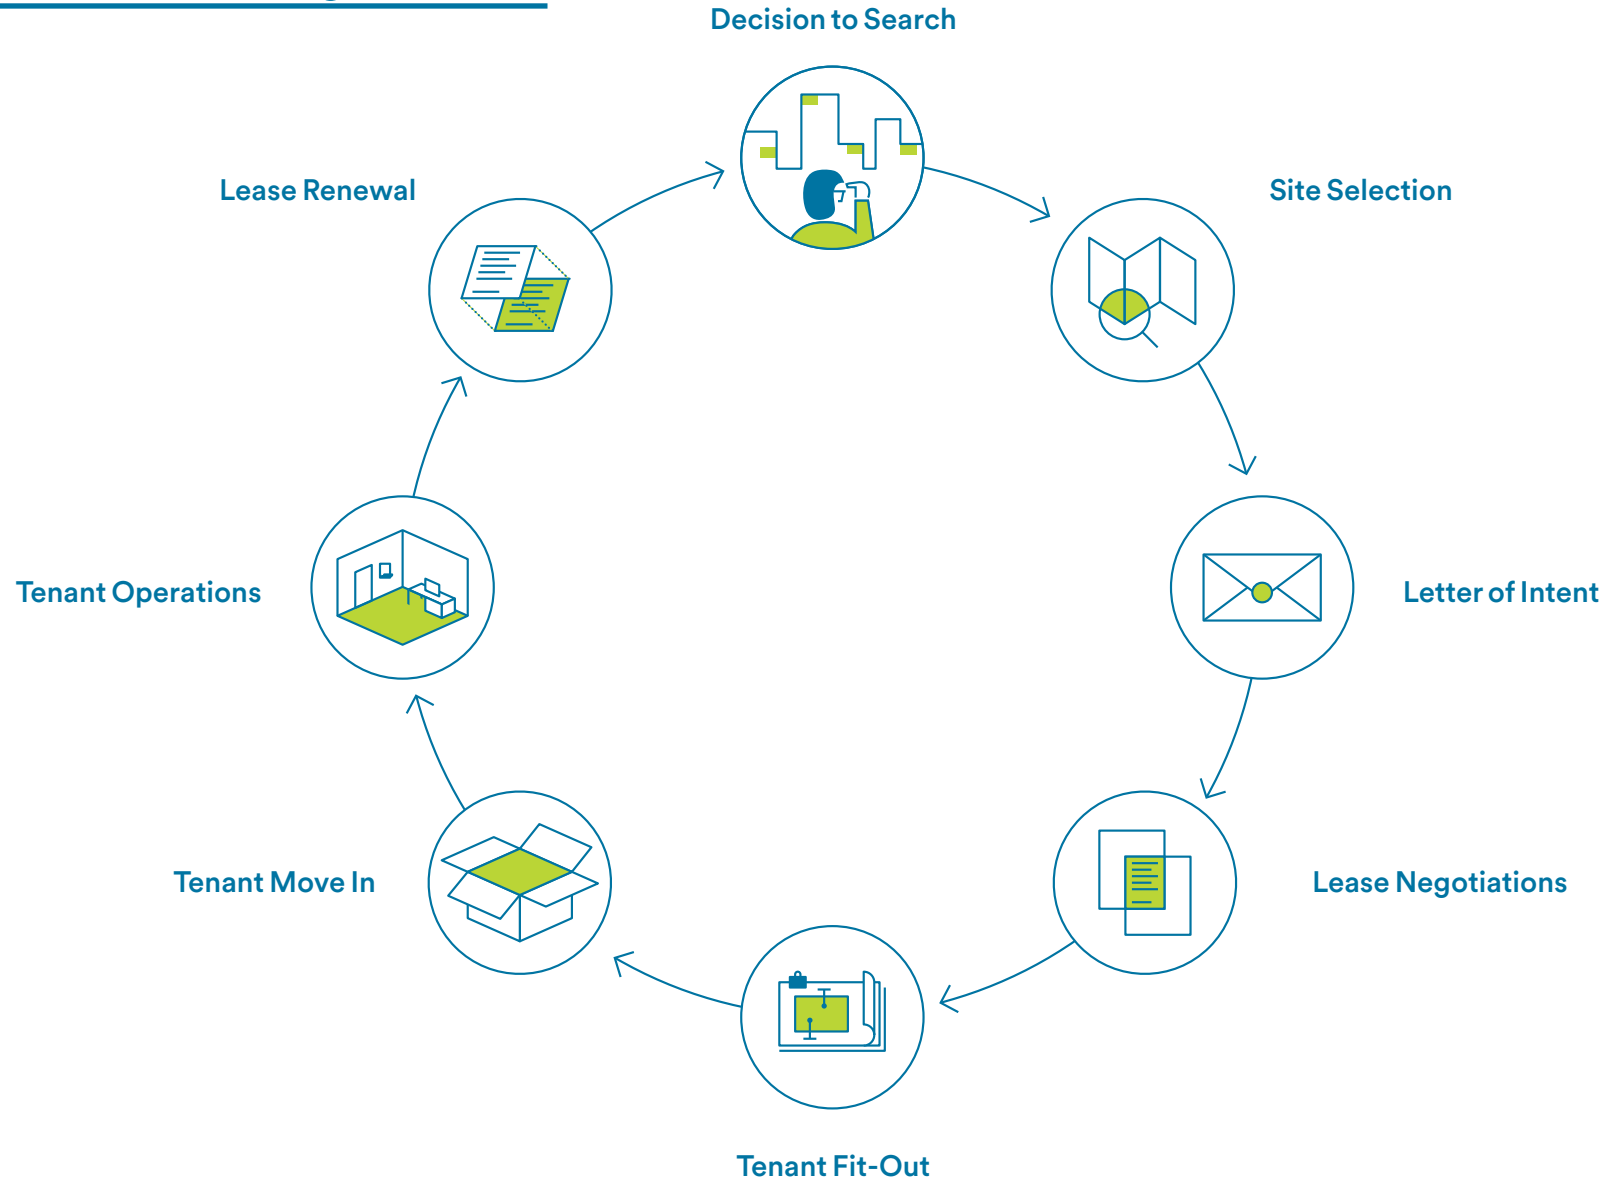 Decision to Search
Site Selection
Letter of Intent
Lease Negotiations
Tenant Fit-Out
Tenant Move In
Tenant Operations
Lease Renewal